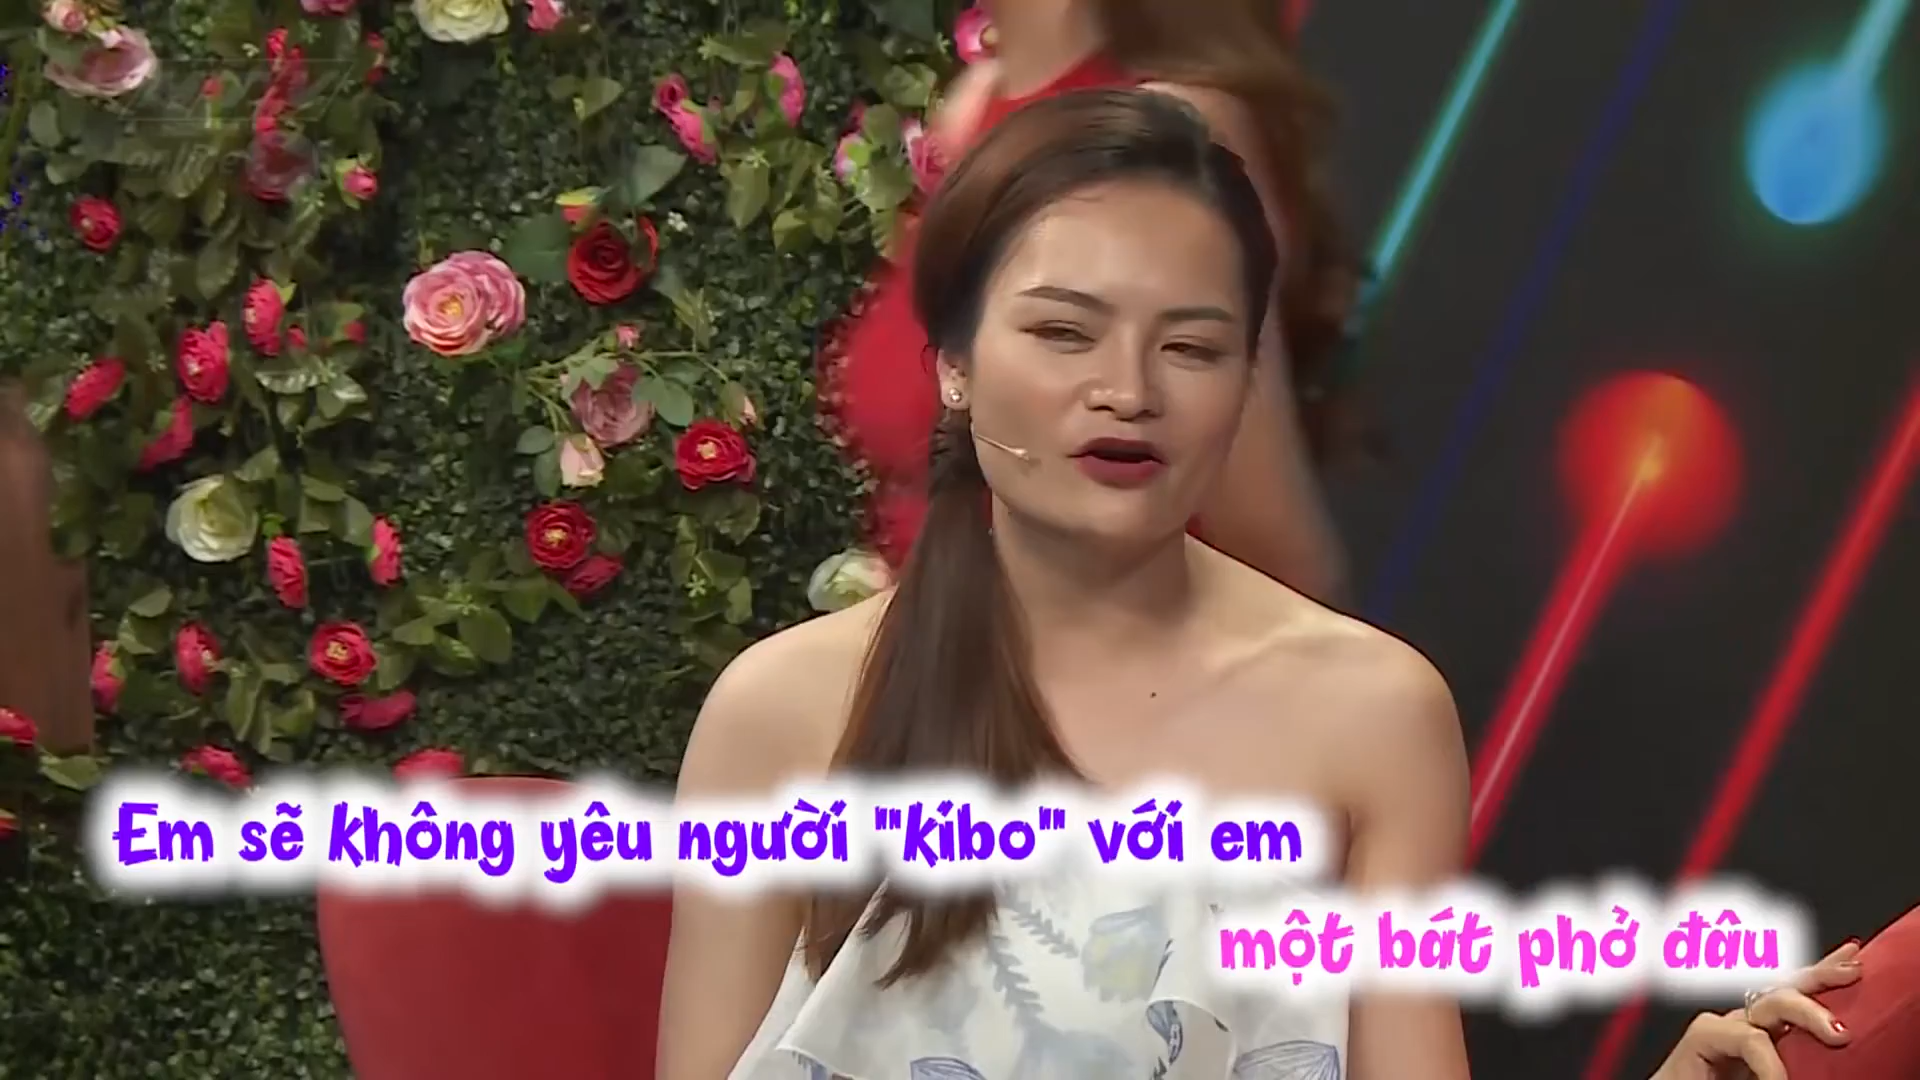 Em sẽ không yêu người "'kibo"' với em
một bát phở đâu